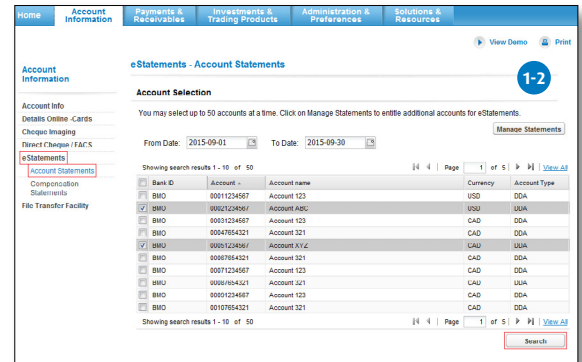 Home
Account Information
Payments & Receivables
Investments & Trading Products
Administration & Preferences
Solutions & Resources
View Demo Print
Account Information
eStatements - Account Statements
1-2
Account Selection
Account Info
Details Online -Cards
Cheque Imaging
Direct Cheque / FACS
eStatements
Account Statements
Compensation Statements
File Transfer Facility
You may select up to 50 accounts at a time. Click on Manage Statements to entitle additional accounts for eStatements.
Manage Statements
From Date: 2015-09-01 To Date: 2015-09-30
Showing search results 1 - 10 of 50 Page 1 of 5 View All
Bank ID Account Account name Currency Account Type
BMO 00011234567 Account 123 USD DDA
BMO 00021234567 Account ABC USD DDA
BMO 00031234567 Account 123 CAD DDA
BMO 00047654321 Account 321 CAD DDA
BMO 00051234567 Account XYZ CAD DDA
BMO 00067654321 Account 321 CAD DDA
BMO 00071234567 Account 123 CAD DDA
BMO 00087654321 Account 321 CAD DDA
BMO 00091234567 Account 123 CAD DDA
BMO 00107654321 Account 321 CAD DDA
Showing search results 1 - 10 of 50 Page 1 of 5 View All
Search